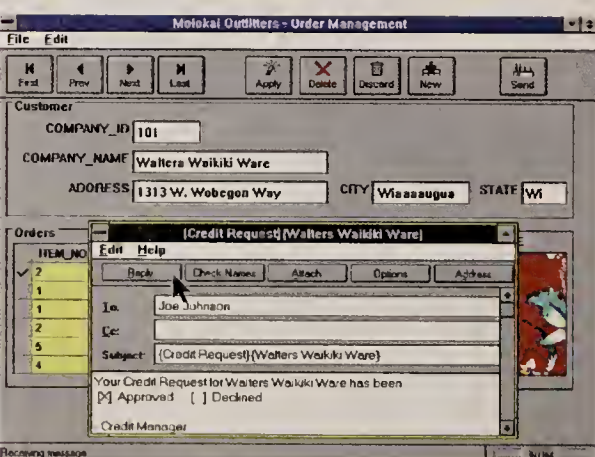 Molokai Outfitters - Order Management
File Edit
First Prev Next Last Apply Delete Discard New Send
Customer
COMPANY_ID 101
COMPANY_NAME Walters Waikiki Ware
ADDRESS 1313 W. Wobegon Way CITY Wiaaaaugua STATE WI
Orders
ITEM_NO
2
1
1
2
5
4
{Credit Request}{Walters Waikiki Ware}
Edit Help
Reply Check Names Attach Options Address
To: Joe Johnson
Cc:
Subject: {Credit Request}{Walters Waikiki Ware}
Your Credit Request for Walters Waikiki Ware has been
[X] Approved [ ] Declined
Credit Manager
Receiving message NUM